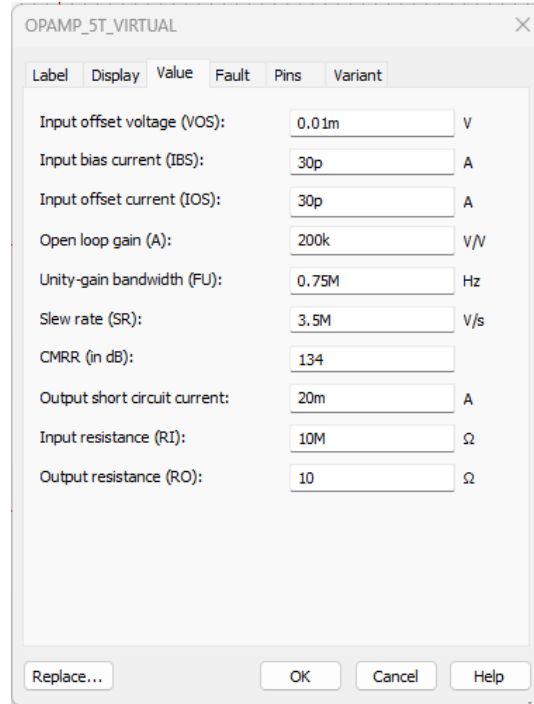 OPAMP_5T_VIRTUAL
Label Display Value Fault Pins Variant
Input offset voltage (VOS): 0.01m V
Input bias current (IBS): 30p A
Input offset current (IOS): 30p A
Open loop gain (A): 200k V/V
Unity-gain bandwidth (FU): 0.75M Hz
Slew rate (SR): 3.5M V/s
CMRR (in dB): 134
Output short circuit current: 20m A
Input resistance (RI): 10M Ω
Output resistance (RO): 10 Ω
Replace... OK Cancel Help